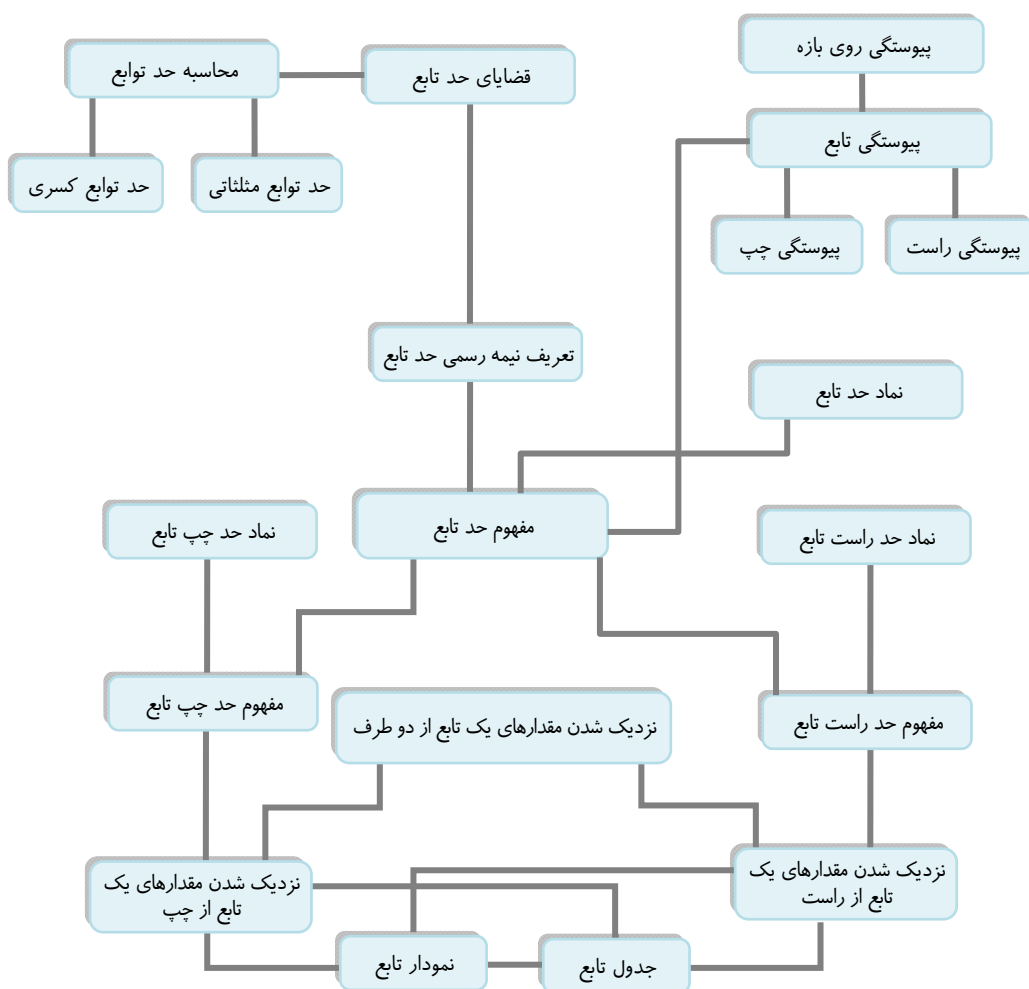 پیوستگی روی بازه
قضایای حد تابع
محاسبه حد توابع
پیوستگی تابع
حد توابع مثلثاتی
حد توابع کسری
پیوستگی راست
پیوستگی چپ
تعریف نیمه رسمی حد تابع
نماد حد تابع
مفهوم حد تابع
نماد حد راست تابع
نماد حد چپ تابع
مفهوم حد چپ تابع
مفهوم حد راست تابع
نزدیک شدن مقدارهای یک تابع از دو طرف
نزدیک شدن مقدارهای یک
تابع از راست
نزدیک شدن مقدارهای یک
تابع از چپ
جدول تابع
نمودار تابع